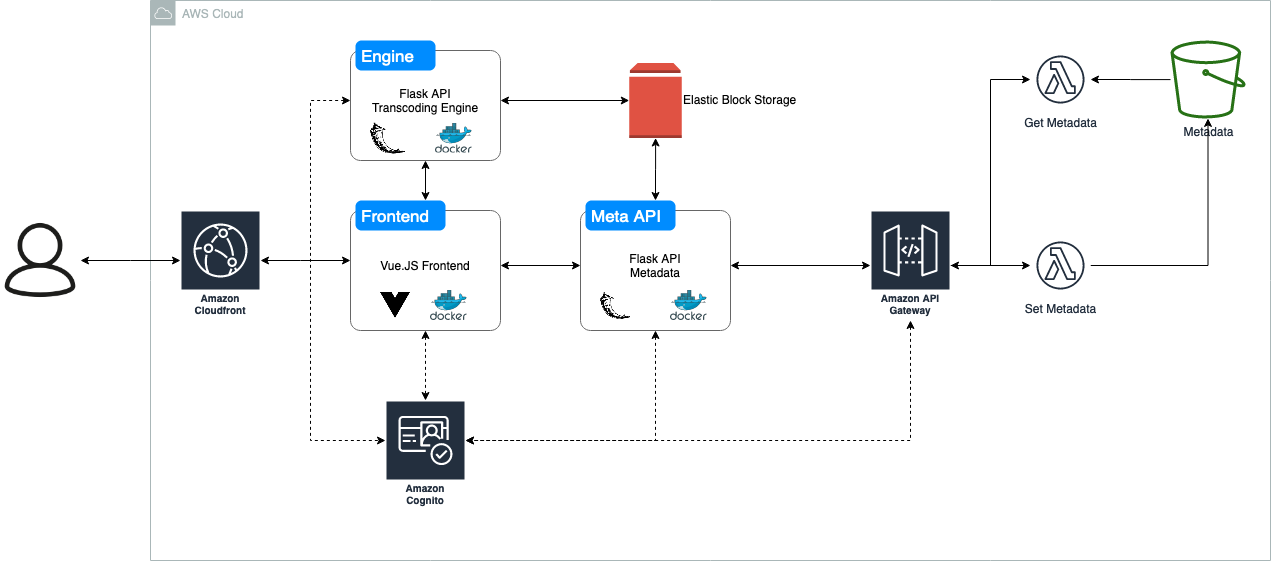 AWS Cloud
Engine
Flask API
Transcoding Engine
docker
Elastic Block Storage
Get Metadata
Metadata
Frontend
Vue.JS Frontend
docker
Meta API
Flask API
Metadata
docker
</>
Amazon
Cloudfront
Amazon API
Gateway
Set Metadata
Amazon
Cognito